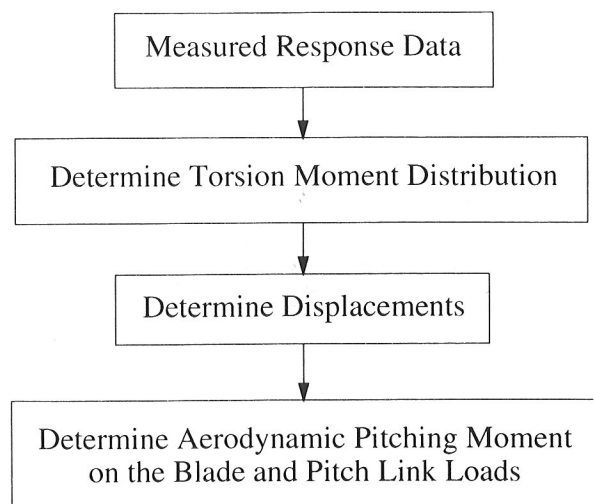 Measured Response Data
Determine Torsion Moment Distribution
Determine Displacements
Determine Aerodynamic Pitching Moment
on the Blade and Pitch Link Loads